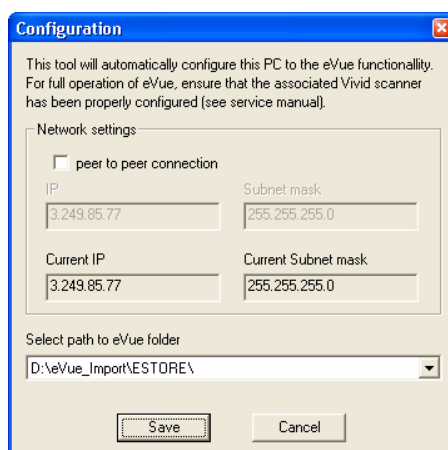 Configuration
This tool will automatically configure this PC to the eVue functionallity.
For full operation of eVue, ensure that the associated Vivid scanner
has been properly configured (see service manual).
Network settings
peer to peer connection
IP Subnet mask
3.249.85.77 255.255.255.0
Current IP Current Subnet mask
3.249.85.77 255.255.255.0
Select path to eVue folder
D:\eVue_Import\ESTORE\
Save Cancel